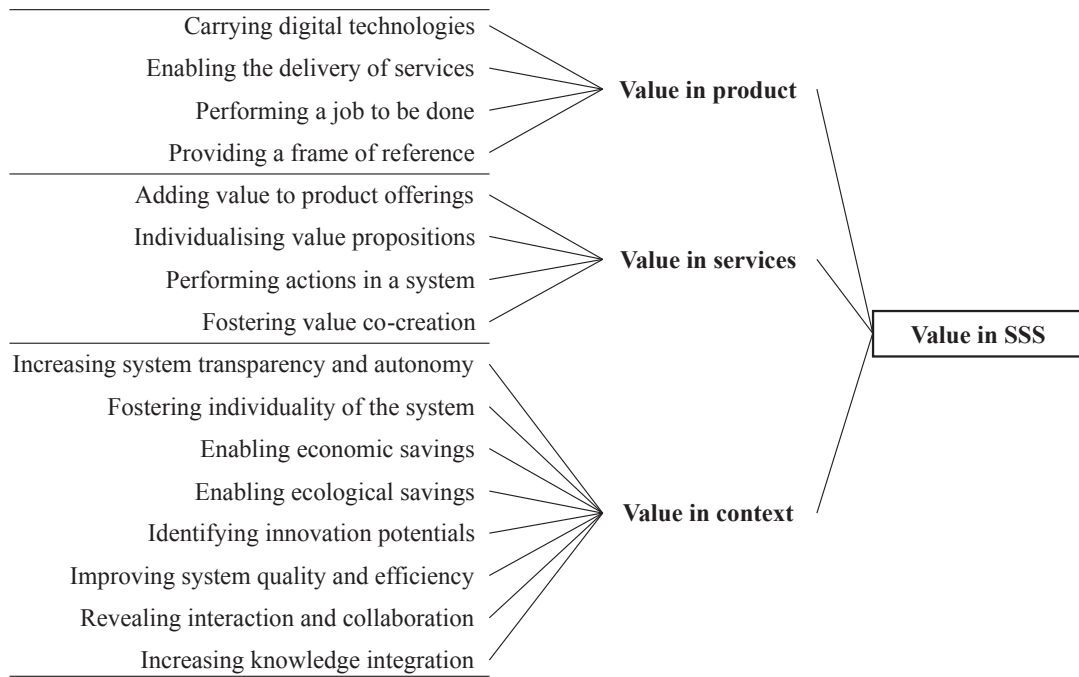 Carrying digital technologies
Enabling the delivery of services
Performing a job to be done
Providing a frame of reference
Value in product
Adding value to product offerings
Individualising value propositions
Performing actions in a system
Fostering value co-creation
Value in services
Increasing system transparency and autonomy
Fostering individuality of the system
Enabling economic savings
Enabling ecological savings
Identifying innovation potentials
Improving system quality and efficiency
Revealing interaction and collaboration
Increasing knowledge integration
Value in context
Value in SSS